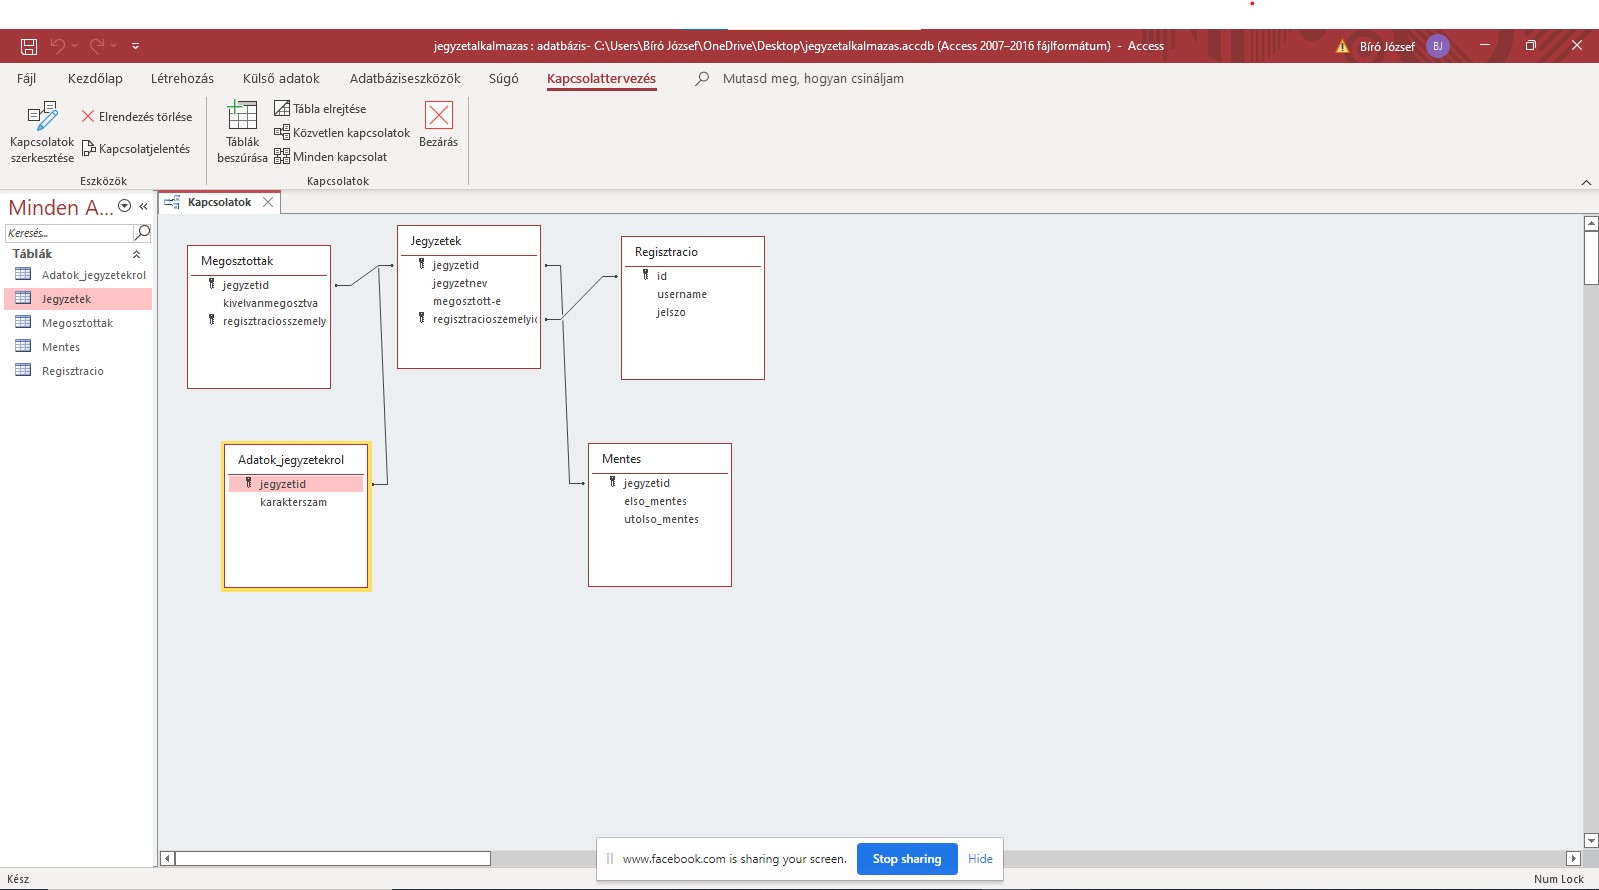 jegyzetalkalmazas : adatbázis- C:\Users\Bíró József\OneDrive\Desktop\jegyzetalkalmazas.accdb (Access 2007–2016 fájlformátum) - Access
Bíró József
BJ
Fájl
Kezdőlap
Létrehozás
Külső adatok
Adatbáziseszközök
Súgó
Kapcsolattervezés
Mutasd meg, hogyan csináljam
Kapcsolatok szerkesztése
Elrendezés törlése
Kapcsolatjelentés
Eszközök
Táblák beszúrása
Tábla elrejtése
Közvetlen kapcsolatok
Minden kapcsolat
Bezárás
Kapcsolatok
Minden A...
Keresés...
Táblák
Adatok_jegyzetekrol
Jegyzetek
Megosztottak
Mentes
Regisztracio
Kapcsolatok
Megosztottak
jegyzetid
kivelvanmegosztva
regisztraciosszemely
Jegyzetek
jegyzetid
jegyzetnev
megosztott-e
regisztracioszemelyid
Regisztracio
id
username
jelszo
Adatok_jegyzetekrol
jegyzetid
karakterszam
Mentes
jegyzetid
elso_mentes
utolso_mentes
www.facebook.com is sharing your screen.
Stop sharing
Hide
Kész
Num Lock